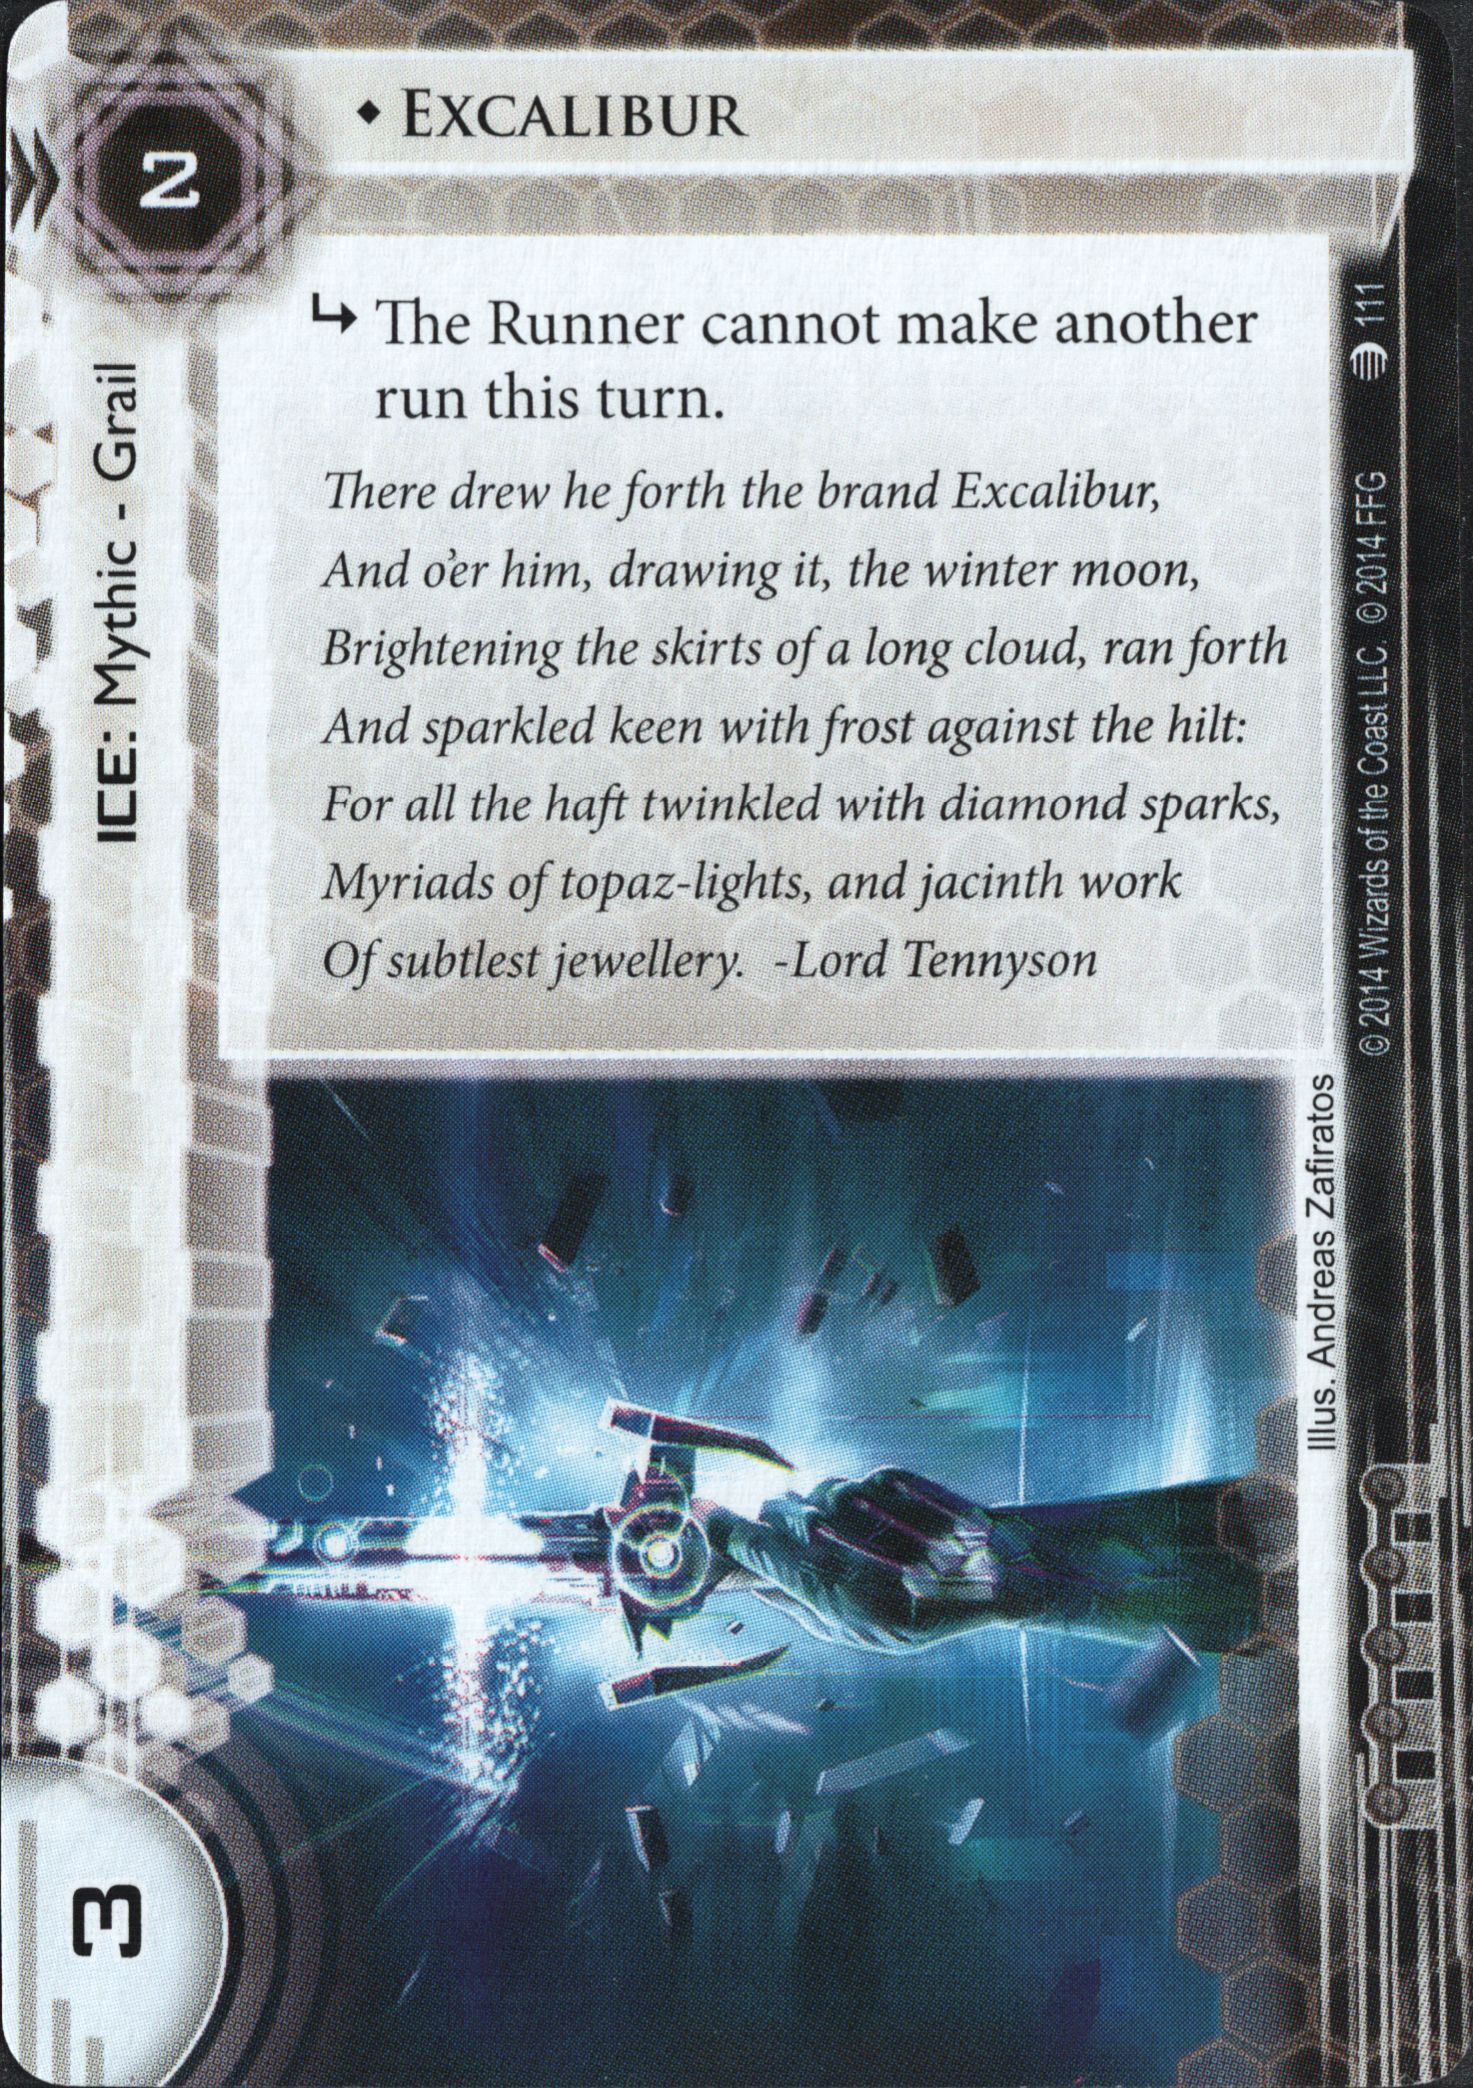 2
◆ EXCALIBUR
↳ The Runner cannot make another
run this turn.
There drew he forth the brand Excalibur,
And o'er him, drawing it, the winter moon,
Brightening the skirts of a long cloud, ran forth
And sparkled keen with frost against the hilt:
For all the haft twinkled with diamond sparks,
Myriads of topaz-lights, and jacinth work
Of subtlest jewellery. -Lord Tennyson
ICE: Mythic - Grail
3
Illus. Andreas Zafiratos
© 2014 Wizards of the Coast LLC. © 2014 FFG
111